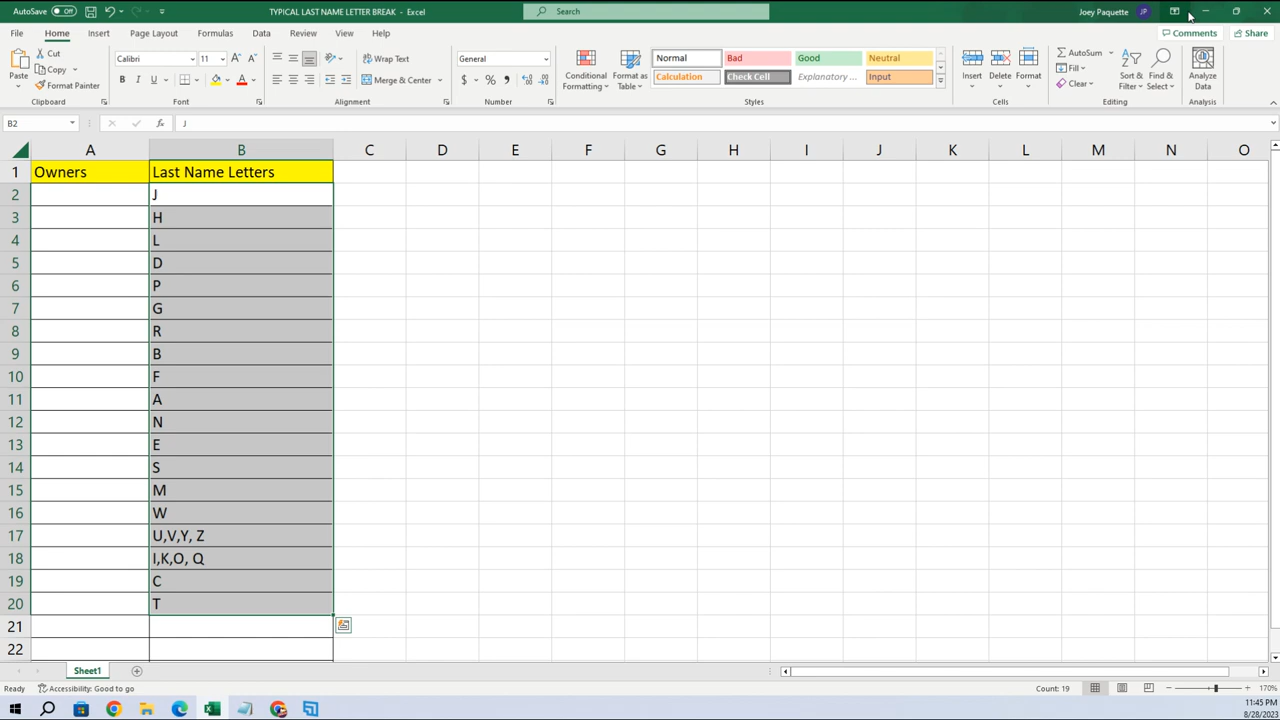 AutoSave Off TYPICAL LAST NAME LETTER BREAK - Excel Search Joey Paquette JP
File Home Insert Page Layout Formulas Data Review View Help Comments Share
Paste Cut Copy Format Painter Clipboard
Calibri 11 A A B I U A Font
Wrap Text Merge & Center Alignment
General $ % , Number
Conditional Formatting Format as Table
Normal Bad Good Neutral
Calculation Check Cell Explanatory ... Input
Styles
Insert Delete Format Cells
AutoSum Fill Clear Sort & Filter Find & Select Editing
Analyze Data Analysis
B2 fx J
A B C D E F G H I J K L M N O
1 Owners Last Name Letters
2 J
3 H
4 L
5 D
6 P
7 G
8 R
9 B
10 F
11 A
12 N
13 E
14 S
15 M
16 W
17 U,V,Y, Z
18 I,K,O, Q
19 C
20 T
21
22
Sheet1
Ready Accessibility: Good to go Count: 19 170%
11:45 PM
8/28/2023